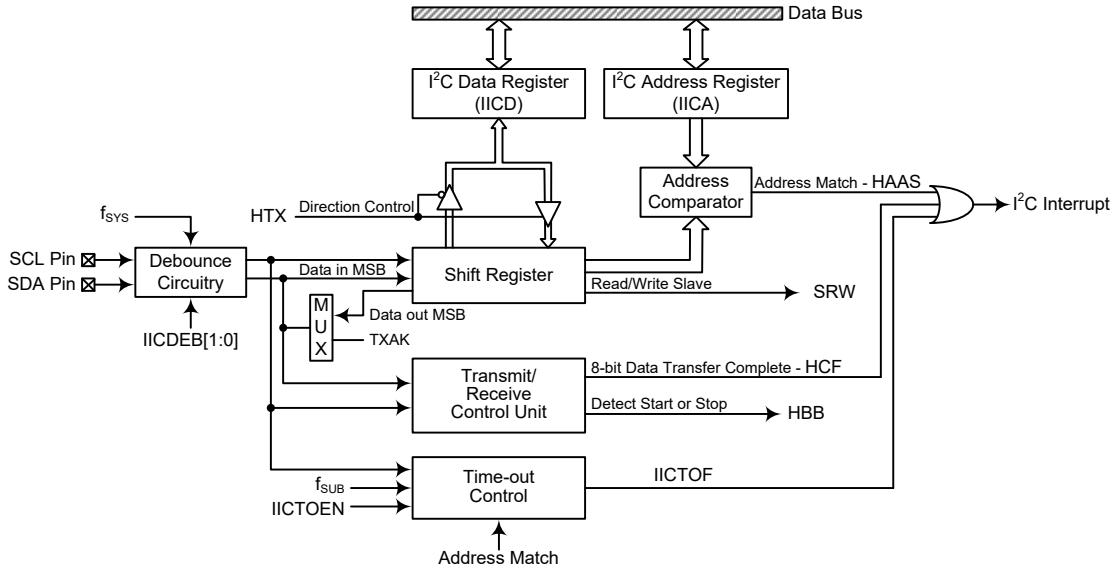 Data Bus
I²C Data Register
(IICD)
I²C Address Register
(IICA)
Address
Comparator
Address Match - HAAS
I²C Interrupt
HTX
Direction Control
fSYS
SCL Pin
SDA Pin
Debounce
Circuitry
IICDEB[1:0]
Data in MSB
Shift Register
Read/Write Slave
SRW
M
U
X
Data out MSB
TXAK
Transmit/
Receive
Control Unit
8-bit Data Transfer Complete - HCF
Detect Start or Stop
HBB
fSUB
IICTOEN
Time-out
Control
IICTOF
Address Match